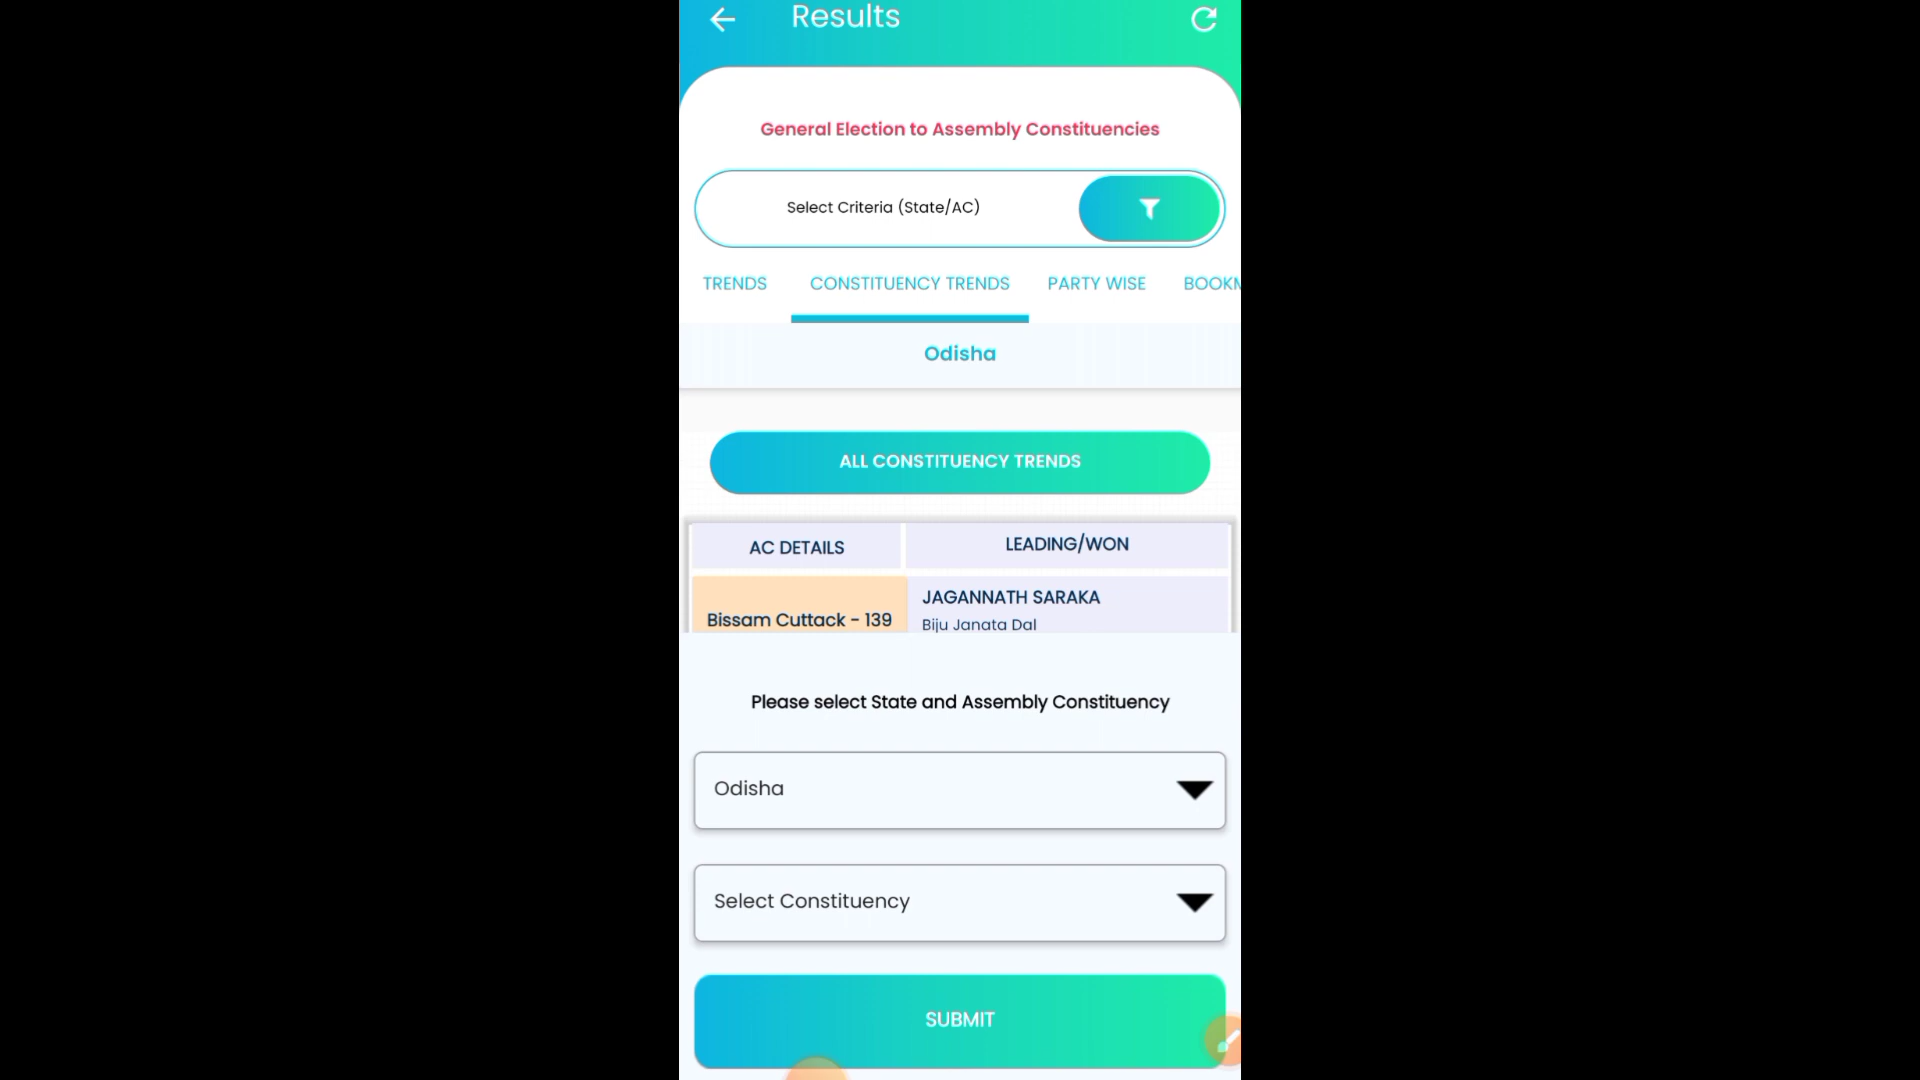 Results
General Election to Assembly Constituencies
Select Criteria (State/AC)
TRENDS CONSTITUENCY TRENDS PARTY WISE
Odisha
ALL CONSTITUENCY TRENDS
AC DETAILS LEADING/WON
JAGANNATH SARAKA
Bissam Cuttack - 139
Biju Janata Dal
Please select State and Assembly Constituency
Odisha
Select Constituency
SUBMIT